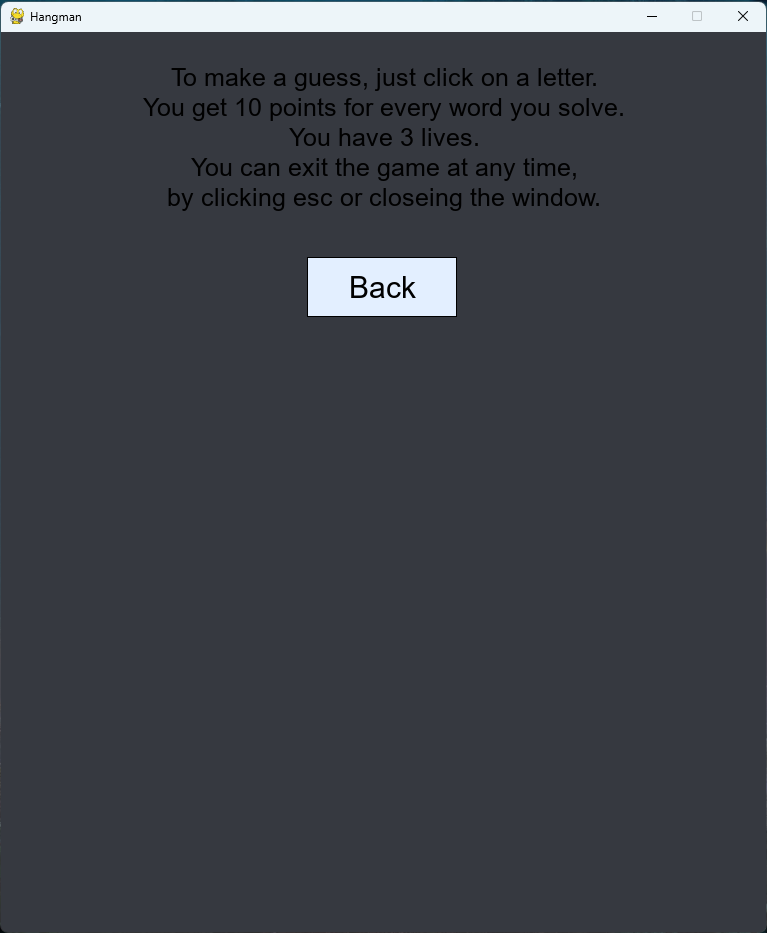 Hangman
To make a guess, just click on a letter.
You get 10 points for every word you solve.
You have 3 lives.
You can exit the game at any time,
by clicking esc or closeing the window.
Back